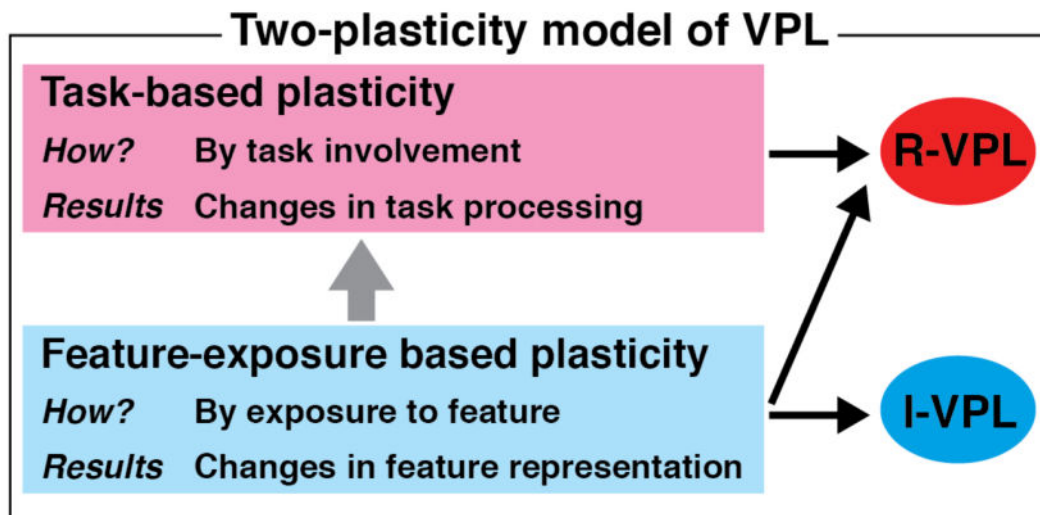 Two-plasticity model of VPL
Task-based plasticity
How? By task involvement
Results Changes in task processing
R-VPL
Feature-exposure based plasticity
How? By exposure to feature
Results Changes in feature representation
I-VPL